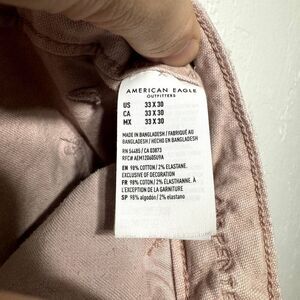 AMERICAN EAGLE
OUTFITTERS
US 33 X 30
CA 33 X 30
MX 33 X 30
MADE IN BANGLADESH / FABRIQUÉ AU
BANGLADESH / HECHO EN BANGLADESH
RN 54485 / CA 03873
RFC# AEM120605U9A
EN 98% COTTON / 2% ELASTANE.
EXCLUSIVE OF DECORATION
FR 98% COTON / 2% ÉLASTHANNE.
À L'EXCEPTION DE LA GARNITURE
SP 98% algodón / 2% elastano